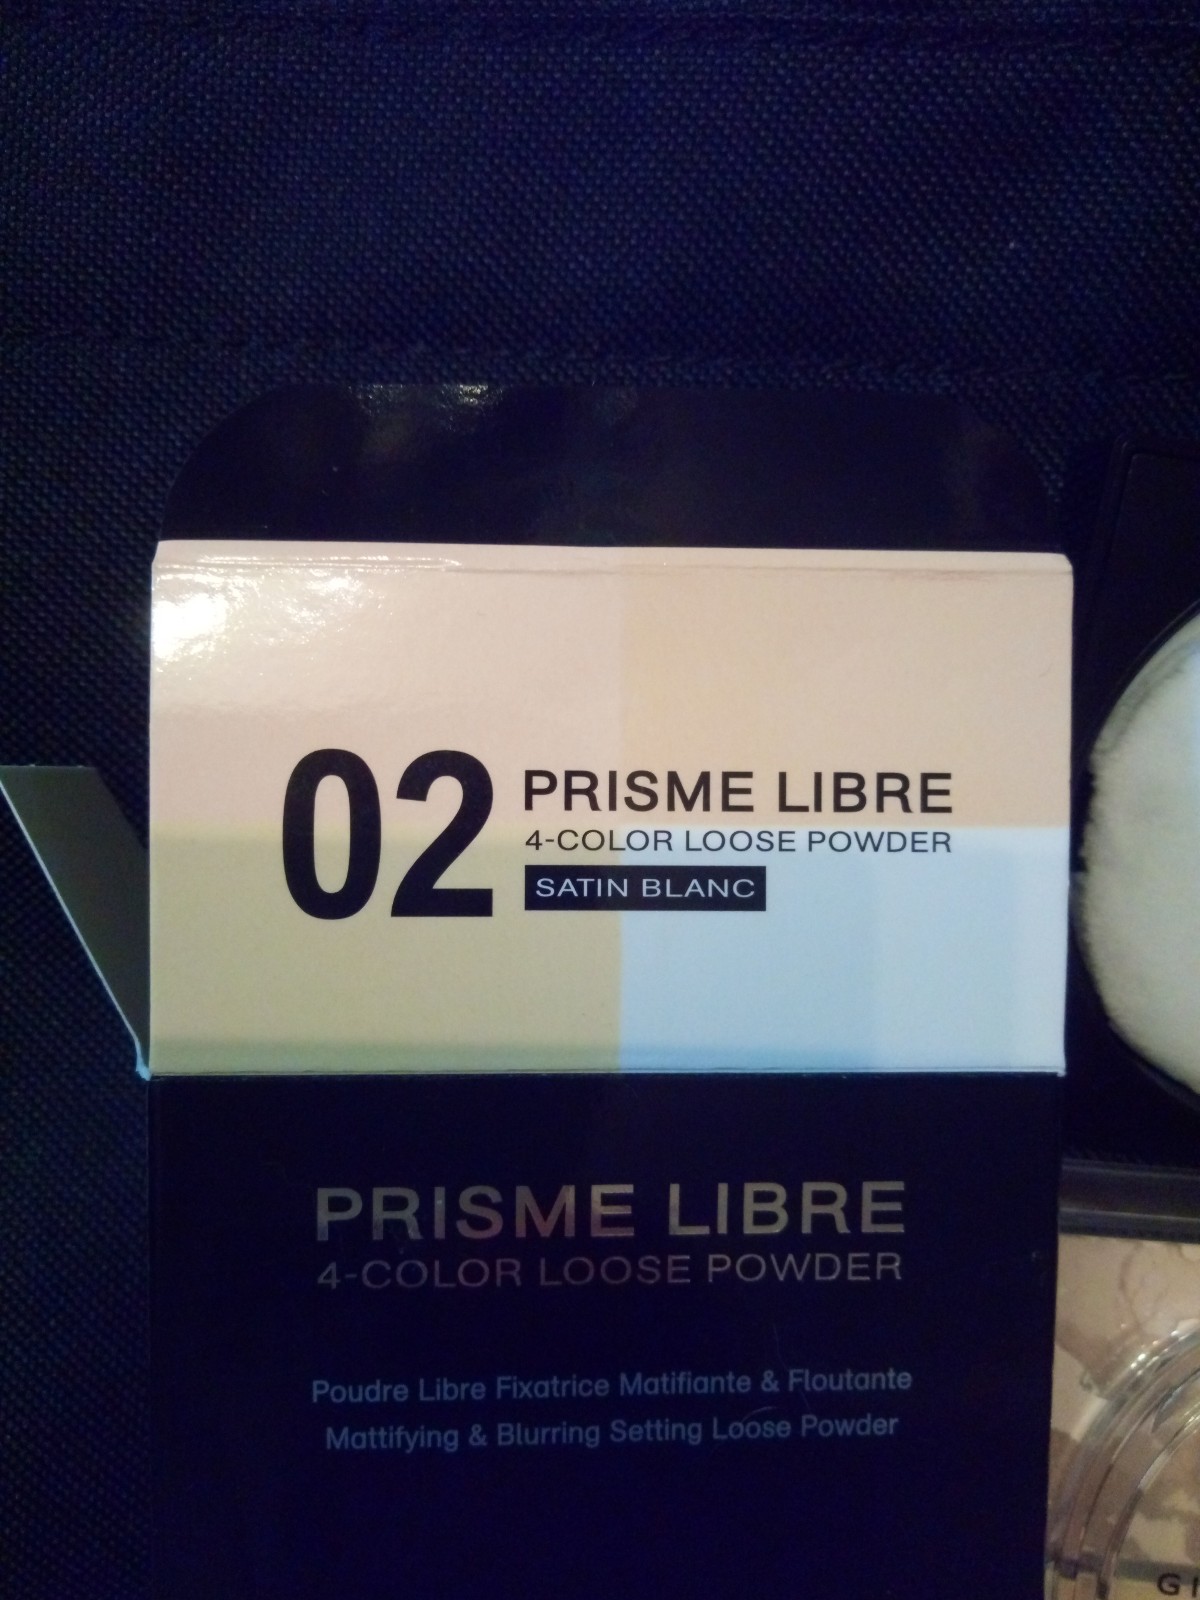 02
PRISME LIBRE
4-COLOR LOOSE POWDER
SATIN BLANC
PRISME LIBRE
4-COLOR LOOSE POWDER
Poudre Libre Fixatrice Matifiante & Floutante
Mattifying & Blurring Setting Loose Powder
GI